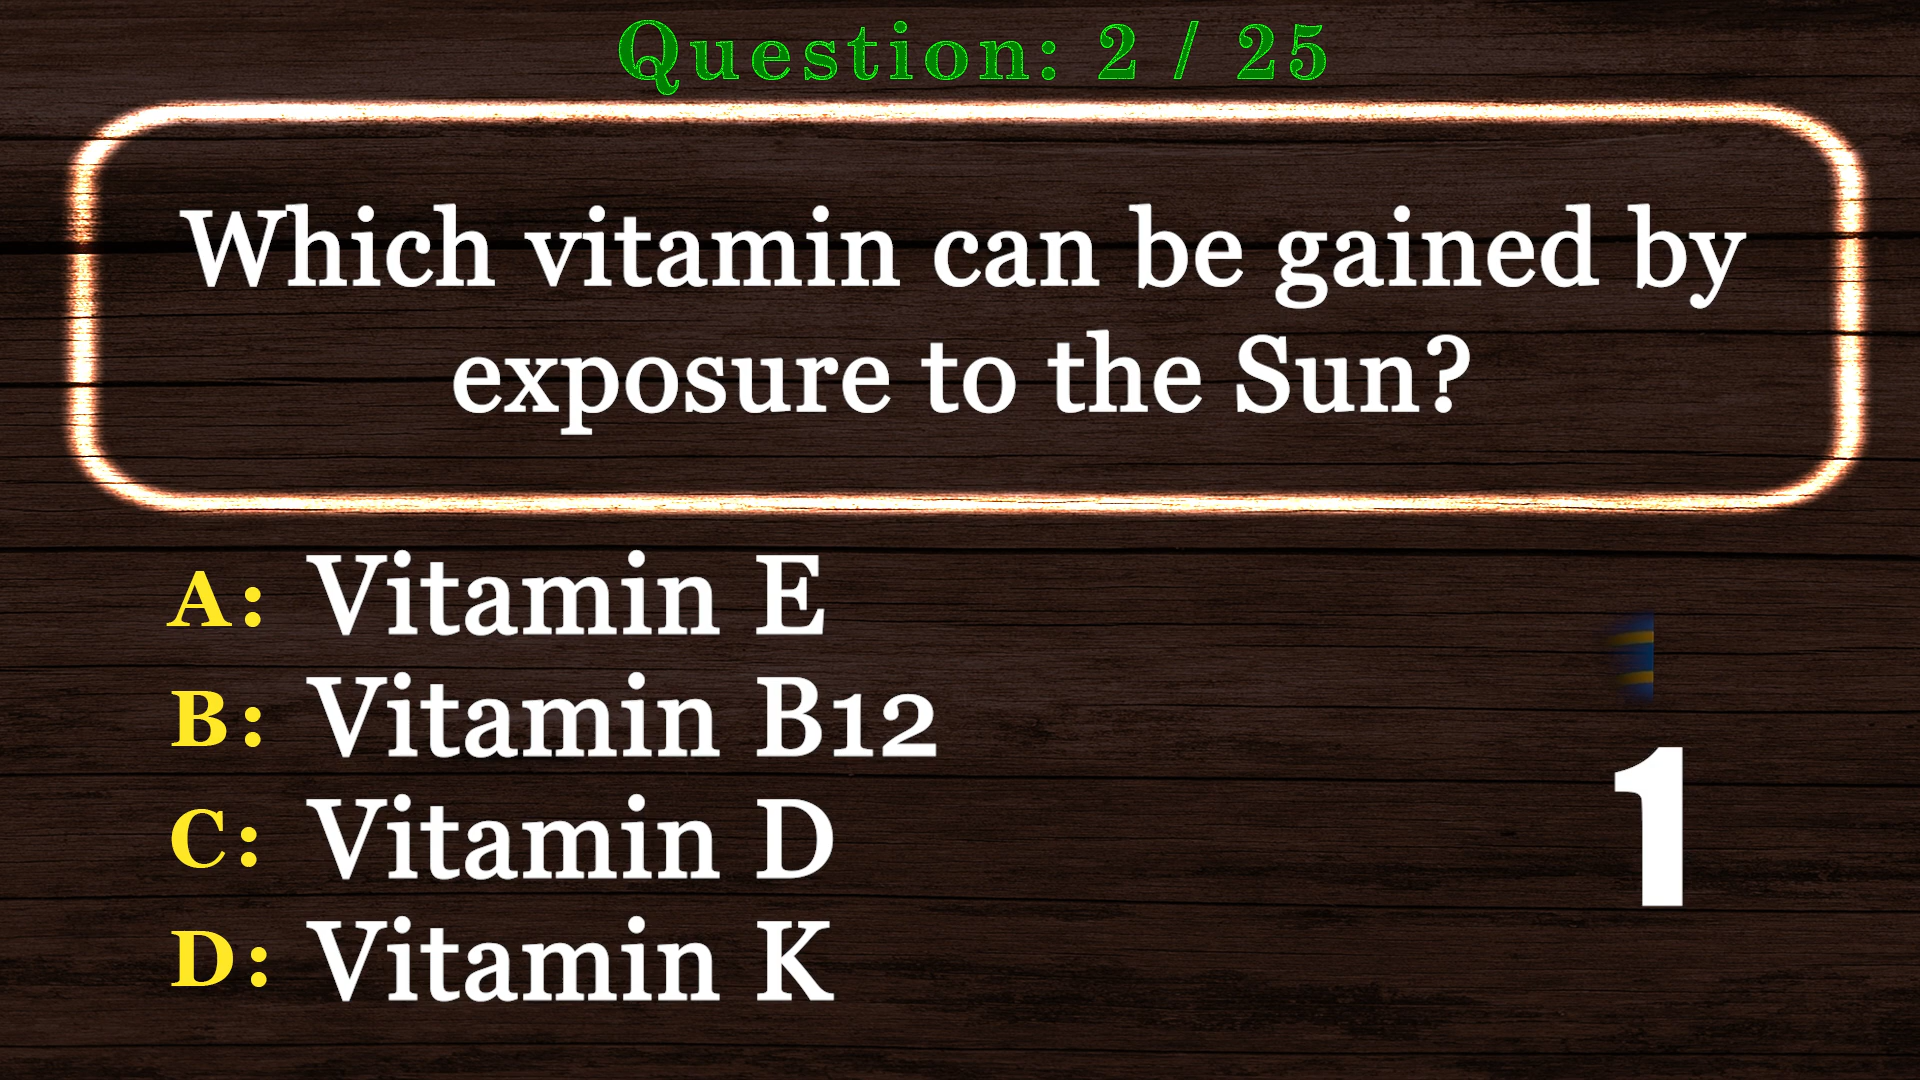 Question: 2 / 25
Which vitamin can be gained by
exposure to the Sun?
A: Vitamin E
B: Vitamin B12
C: Vitamin D
D: Vitamin K
1